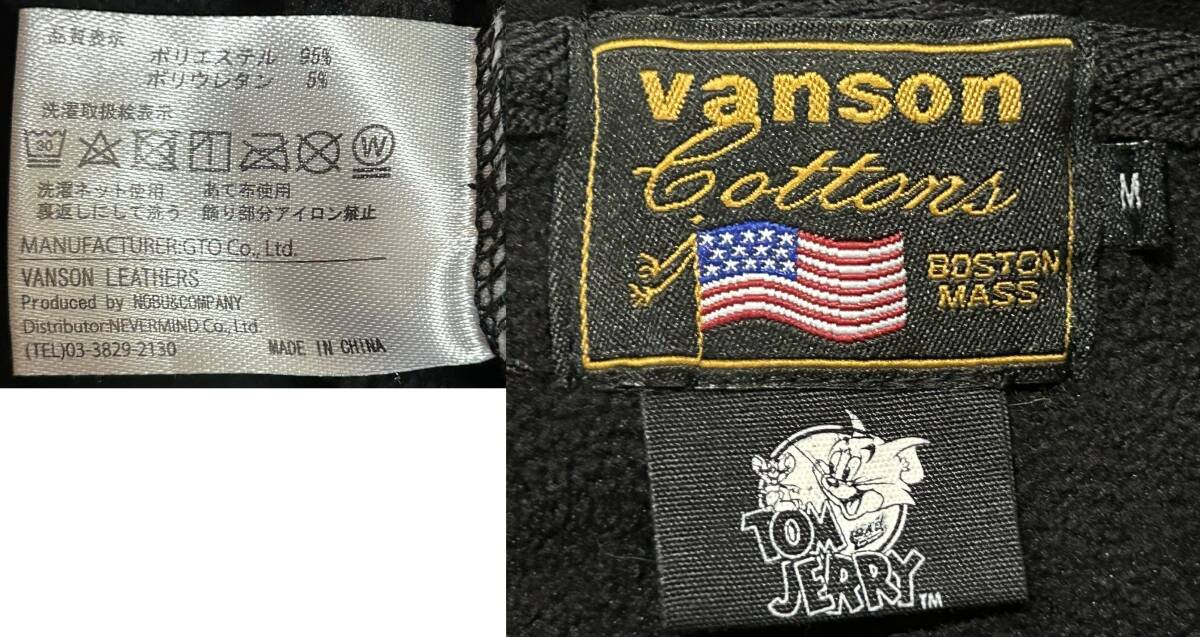 品質表示
ポリエステル 95%
ポリウレタン 5%
洗濯取扱絵表示
30
W
洗濯ネット使用 あて布使用
裏返しにして洗う 飾り部分アイロン禁止
MANUFACTURER:GTO Co., Ltd.
VANSON LEATHERS
Produced by NOBU&COMPANY
Distributor:NEVERMIND Co., Ltd.
(TEL)03-3829-2130 MADE IN CHINA
vanson
Cottons
BOSTON
MASS
M
TOM
JERRY™